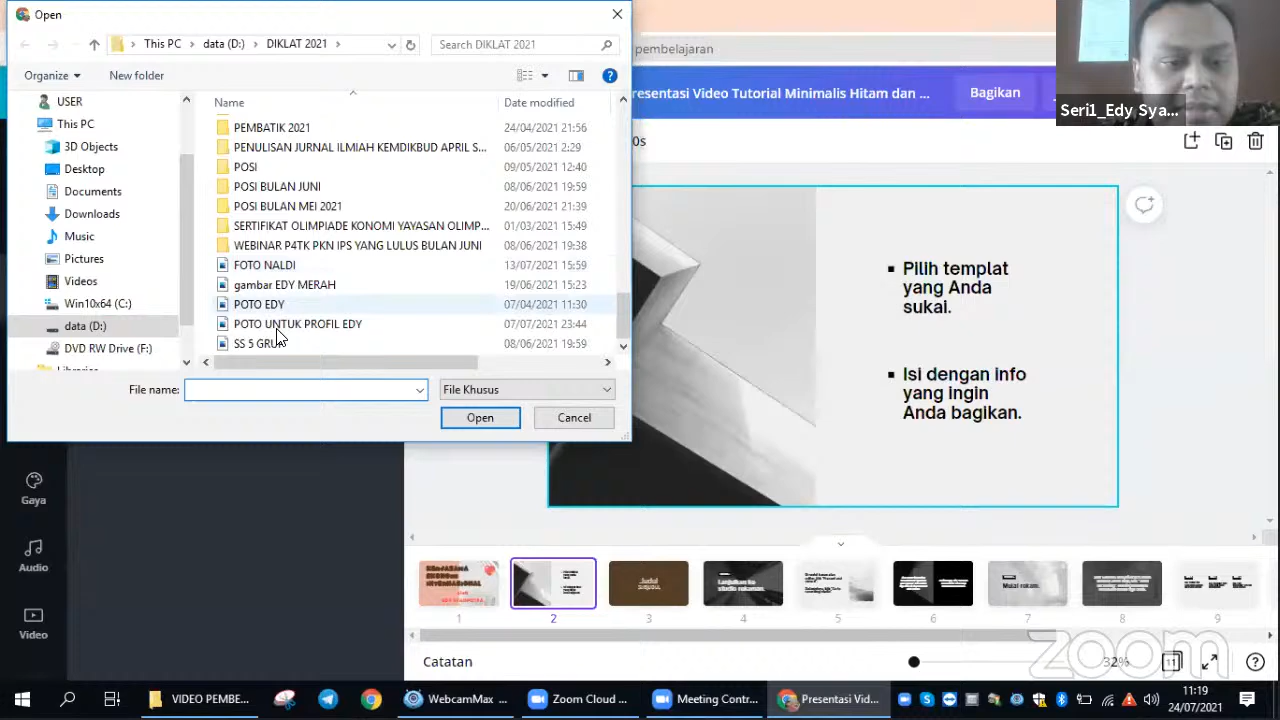 Open
This PC > data (D:) > DIKLAT 2021 >
Search DIKLAT 2021
Organize
New folder
Name
Date modified
USER
This PC
3D Objects
Desktop
Documents
Downloads
Music
Pictures
Videos
Win10x64 (C:)
data (D:)
DVD RW Drive (F:)
PEMBATIK 2021 24/04/2021 21:56
PENULISAN JURNAL ILMIAH KEMDIKBUD APRIL S... 06/05/2021 2:29
POSI 09/05/2021 12:40
POSI BULAN JUNI 08/06/2021 19:59
POSI BULAN MEI 2021 20/06/2021 21:39
SERTIFIKAT OLIMPIADE KONOMI YAYASAN OLIMP... 01/03/2021 15:49
WEBINAR P4TK PKN IPS YANG LULUS BULAN JUNI 08/06/2021 19:38
FOTO NALDI 13/07/2021 15:59
gambar EDY MERAH 19/06/2021 15:23
POTO EDY 07/04/2021 11:30
POTO UNTUK PROFIL EDY 07/07/2021 23:44
SS 5 GRUP 08/06/2021 19:59
File name:
File Khusus
Open
Cancel
pembelajaran
resentasi Video Tutorial Minimalis Hitam dan ...
Bagikan
Seri1_Edy Sya...
0s
Pilih templat
yang Anda
sukai.
Isi dengan info
yang ingin
Anda bagikan.
Gaya
Audio
Video
Lanjutkan ke
studio rekaman.
Mulai rekam.
1 2 3 4 5 6 7 8 9
Catatan
32%
11
zoom
VIDEO PEMBE...
WebcamMax ...
Zoom Cloud ...
Meeting Contr...
Presentasi Vid...
11:19
24/07/2021